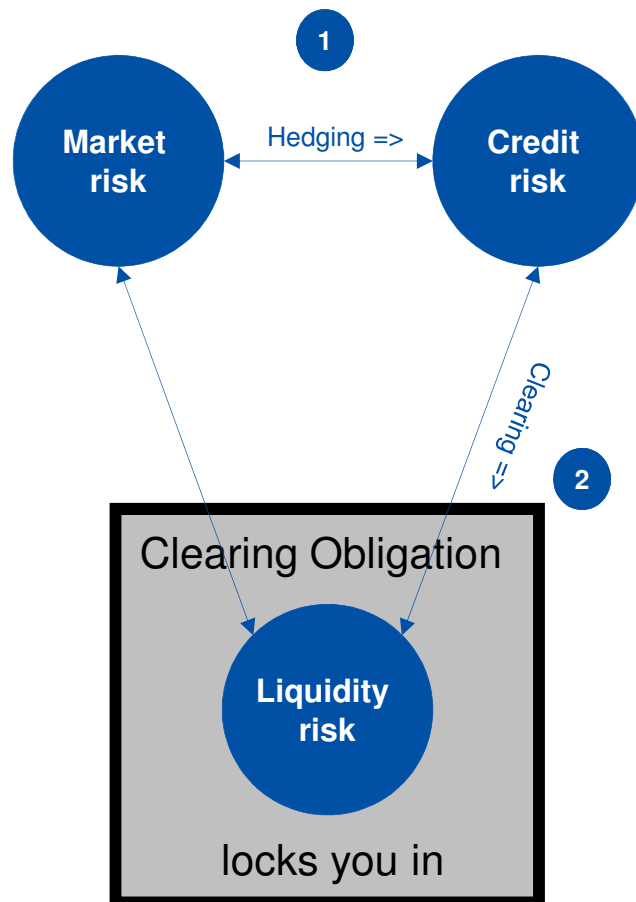 1
Market
risk
Hedging =>
Credit
risk
Clearing =>
2
Clearing Obligation
Liquidity
risk
locks you in